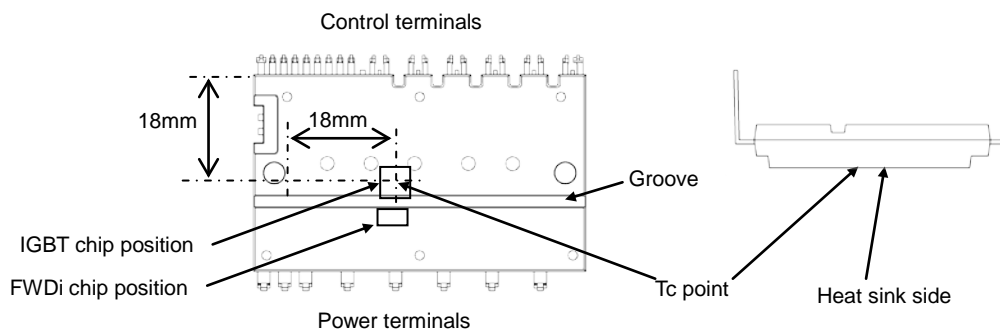 Control terminals
18mm
18mm
Groove
IGBT chip position
FWDi chip position
Tc point
Heat sink side
Power terminals